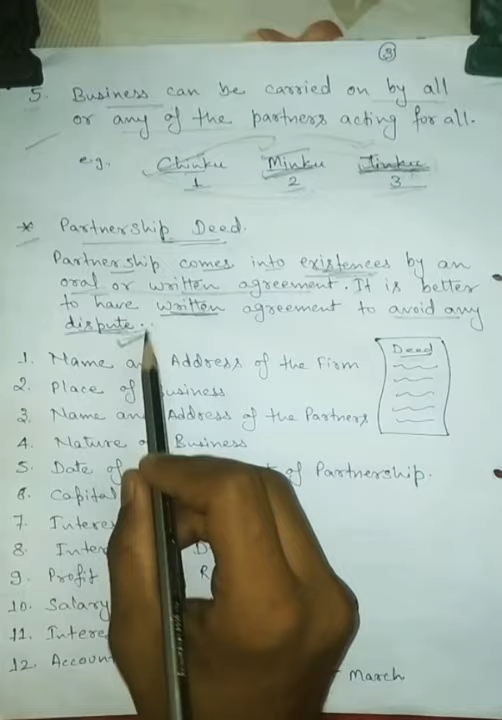 3
5. Business can be carried on by all
or any of the partners acting for all.
e.g., Chinku Minku Tinku
1 2 3
* Partnership Deed.
Partnership comes into existences by an
oral or written agreement. It is better
to have written agreement to avoid any
dispute.
Deed
1. Name an Address of the Firm
2. Place of Business
3. Name and Address of the Partners
4. Nature of Business
5. Date of of Partnership.
6. Capital
7. Interes
8. Inter D
9. Profit R
10. Salary
11. Intere
12. Account March